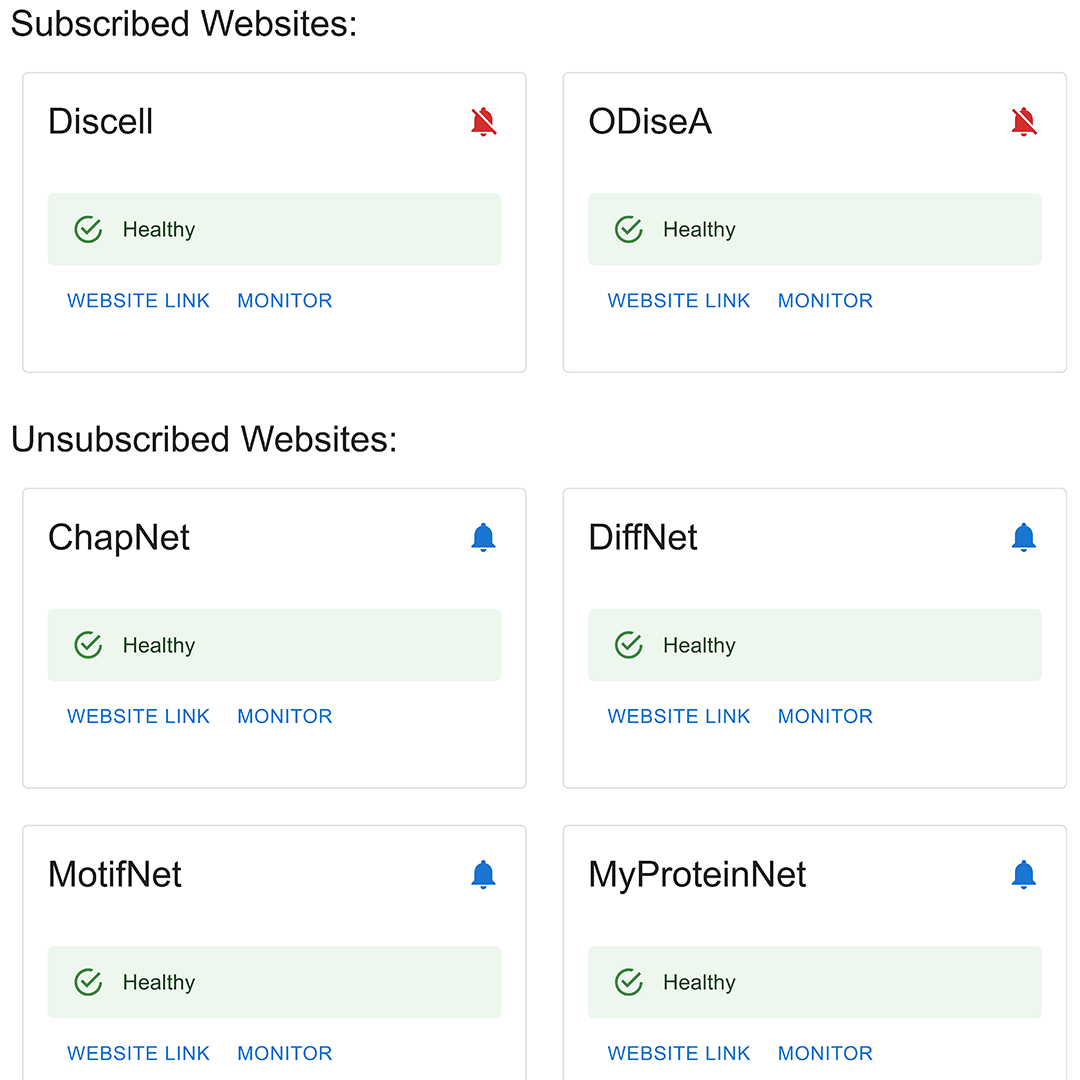 Subscribed Websites:
Discell
ODiseA
Healthy
Healthy
WEBSITE LINK MONITOR
WEBSITE LINK MONITOR
Unsubscribed Websites:
ChapNet
DiffNet
Healthy
Healthy
WEBSITE LINK MONITOR
WEBSITE LINK MONITOR
MotifNet
MyProteinNet
Healthy
Healthy
WEBSITE LINK MONITOR
WEBSITE LINK MONITOR